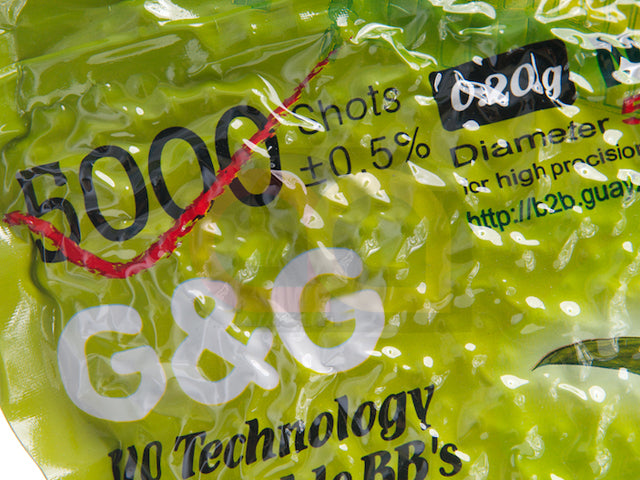 5000 Shots
±0.5%
0.20g
Diameter
for high precision
http://b2b.guay
G&G
Technology
BB's